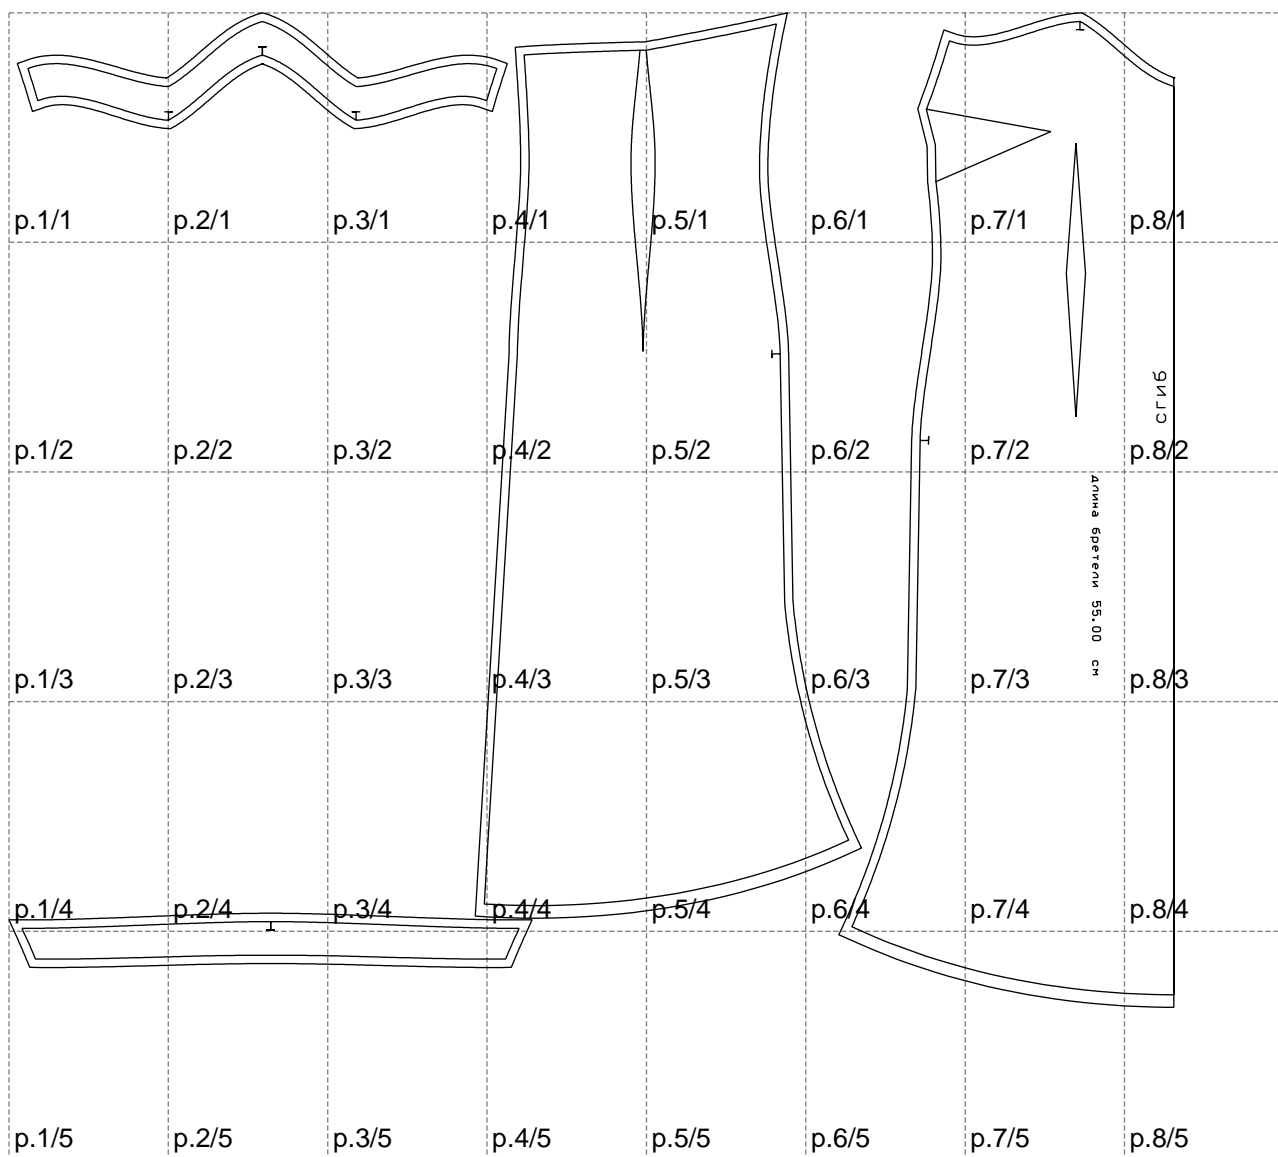 p.1/1 p.2/1 p.3/1 p.4/1 p.5/1 p.6/1 p.7/1 p.8/1
сгиб
p.1/2 p.2/2 p.3/2 p.4/2 p.5/2 p.6/2 p.7/2 p.8/2
длина бретели 55.00 см
p.1/3 p.2/3 p.3/3 p.4/3 p.5/3 p.6/3 p.7/3 p.8/3
p.1/4 p.2/4 p.3/4 p.4/4 p.5/4 p.6/4 p.7/4 p.8/4
p.1/5 p.2/5 p.3/5 p.4/5 p.5/5 p.6/5 p.7/5 p.8/5